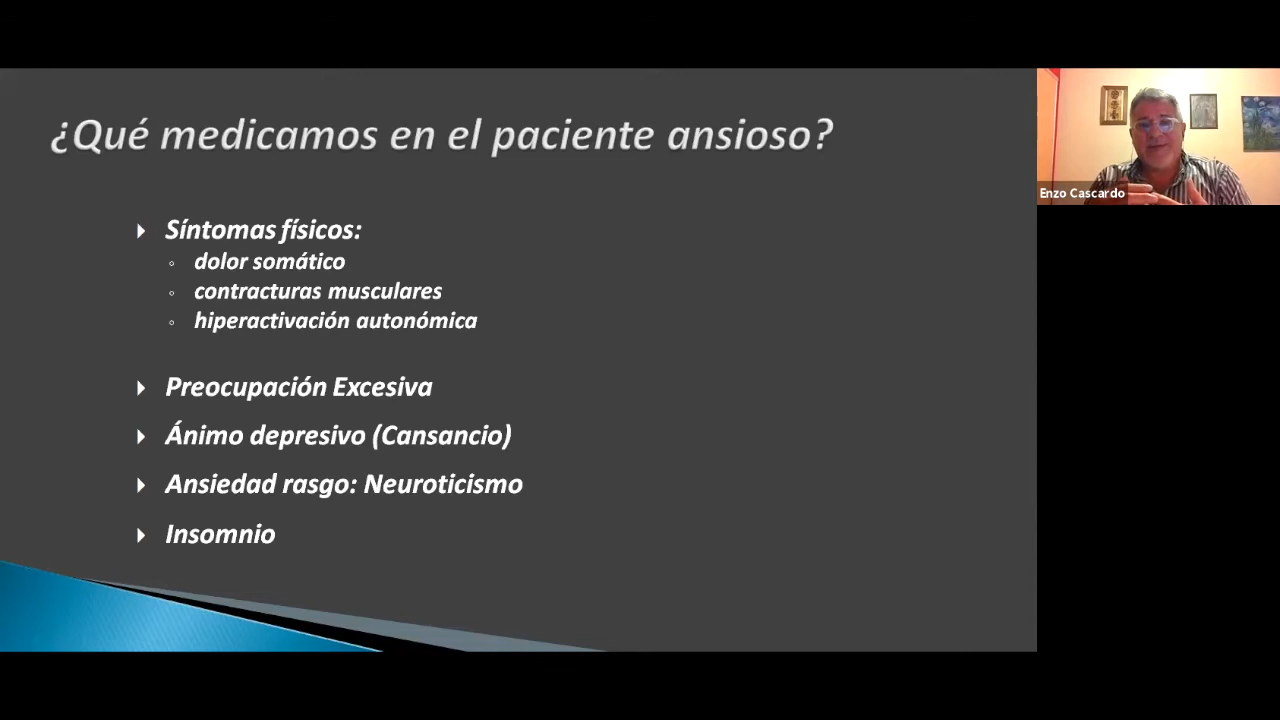 ¿Qué medicamos en el paciente ansioso?
Enzo Cascardo
Síntomas físicos:
dolor somático
contracturas musculares
hiperactivación autonómica
Preocupación Excesiva
Ánimo depresivo (Cansancio)
Ansiedad rasgo: Neuroticismo
Insomnio